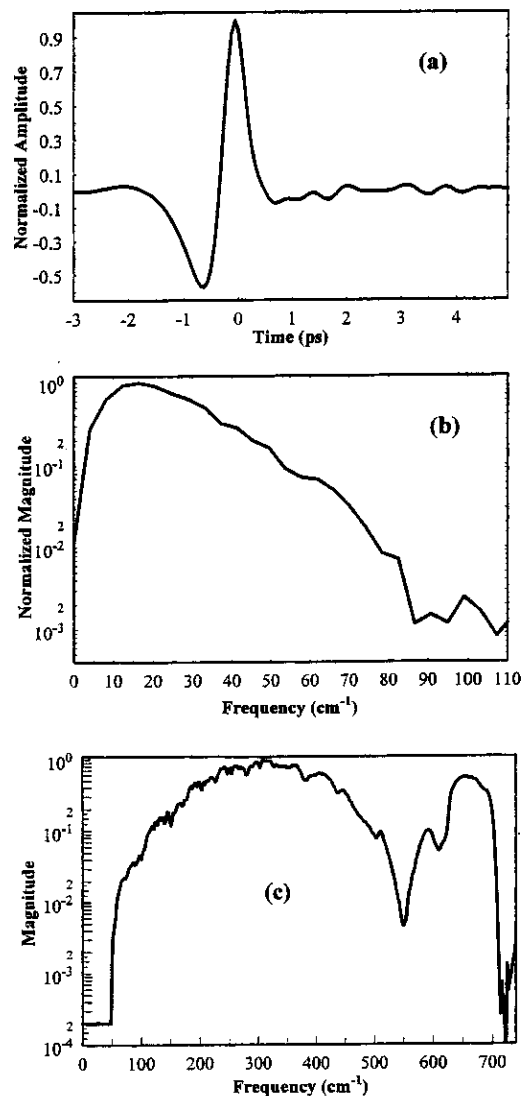 (a)
Normalized Amplitude
0.9
0.7
0.5
0.3
0.1
-0.1
-0.3
-0.5
-3 -2 -1 0 1 2 3 4
Time (ps)
(b)
Normalized Magnitude
10^0
2
10^-1
2
10^-2
2
10^-3
0 10 20 30 40 50 60 70 80 90 100 110
Frequency (cm^-1)
(c)
Magnitude
10^0
2
10^-1
2
10^-2
2
10^-3
2
10^-4
0 100 200 300 400 500 600 700
Frequency (cm^-1)